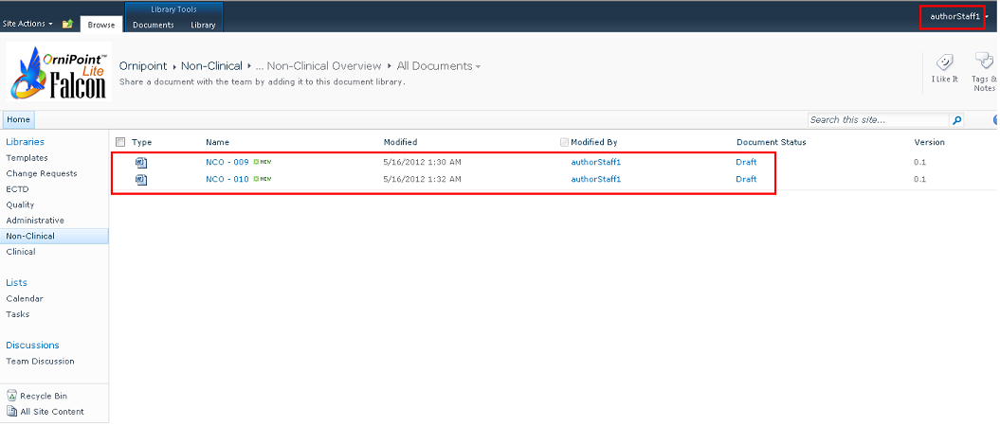 Library Tools
Site Actions
Browse
Documents
Library
authorStaff1
OrniPoint™
Lite
Falcon
Ornipoint Non-Clinical ... Non-Clinical Overview All Documents
Share a document with the team by adding it to this document library.
I Like It
Tags &
Notes
Home
Search this site...
Libraries
Templates
Change Requests
ECTD
Quality
Administrative
Non-Clinical
Clinical
Lists
Calendar
Tasks
Discussions
Team Discussion
Recycle Bin
All Site Content
Type Name Modified Modified By Document Status Version
NCO - 009 NEW 5/16/2012 1:30 AM authorStaff1 Draft 0.1
NCO - 010 NEW 5/16/2012 1:32 AM authorStaff1 Draft 0.1